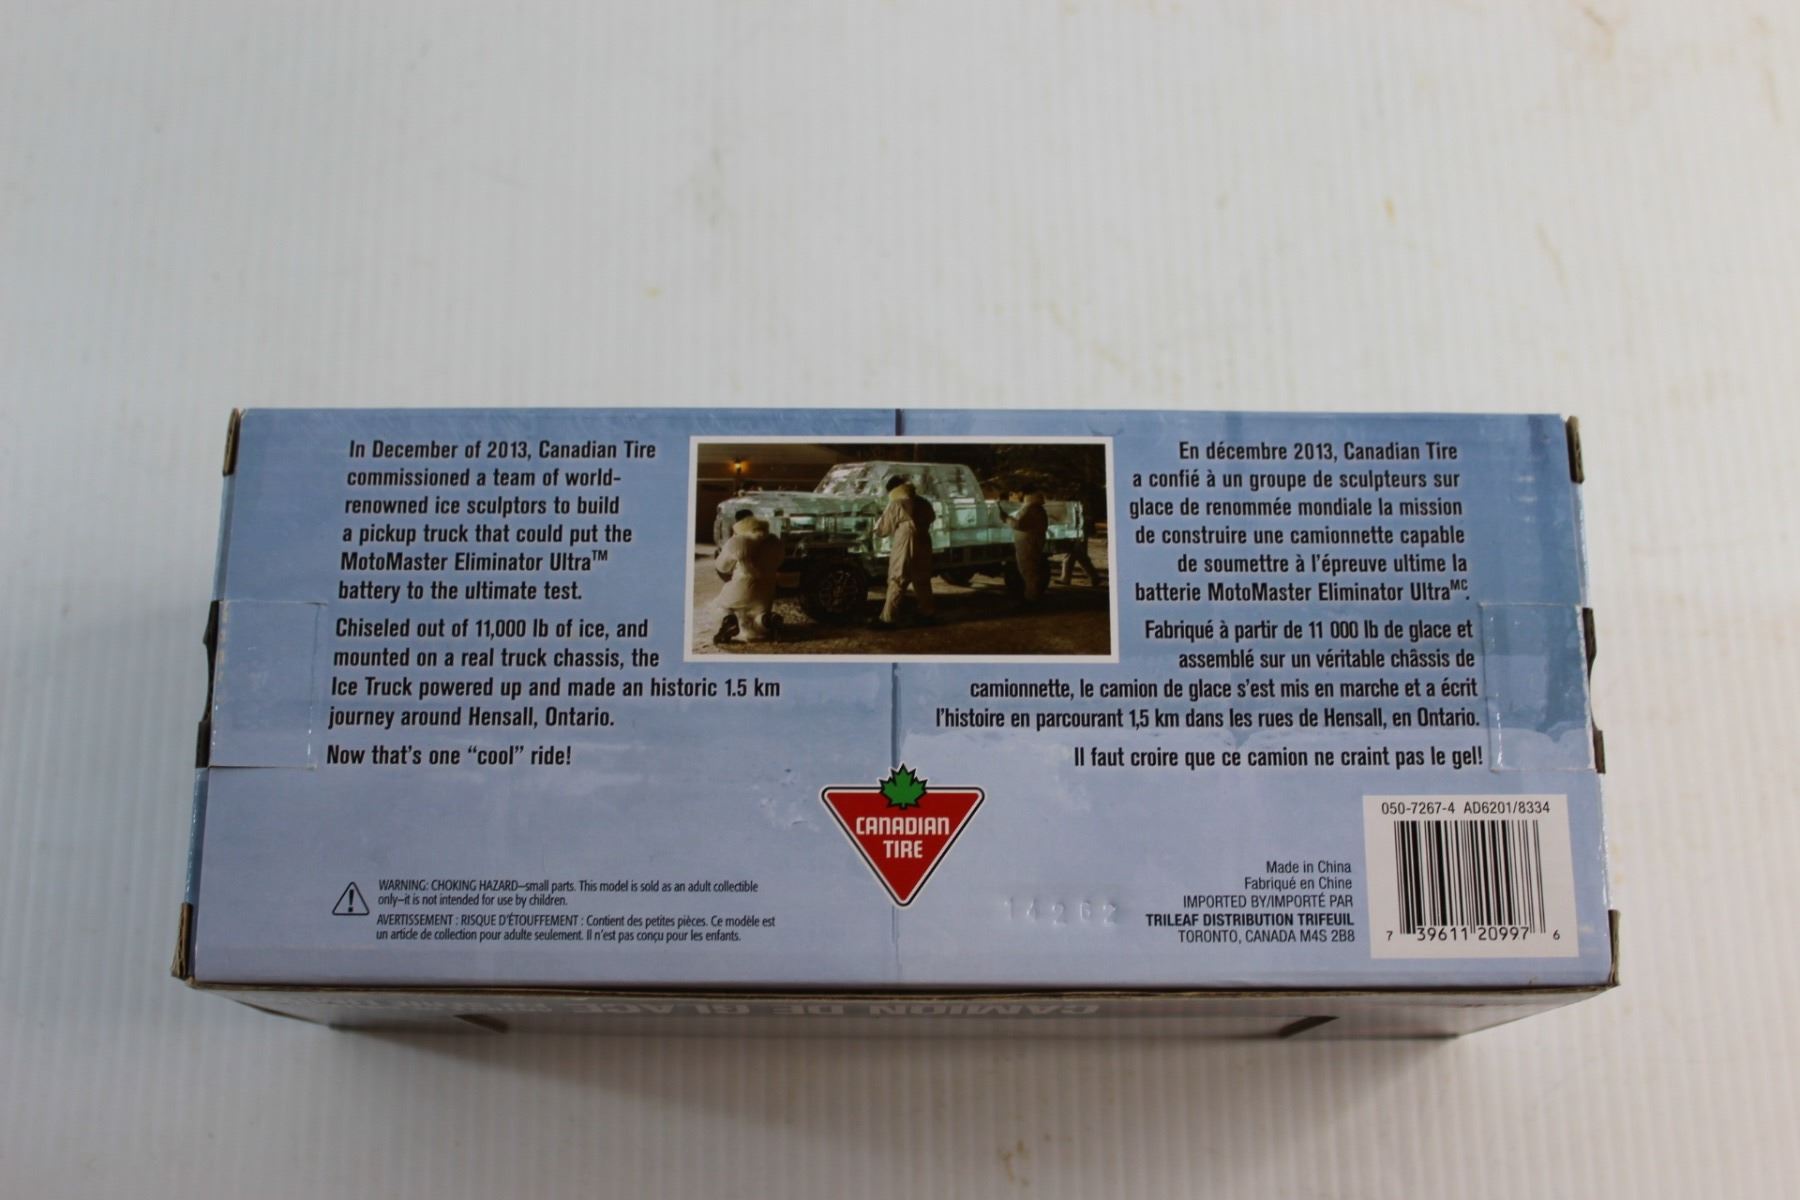 In December of 2013, Canadian Tire
commissioned a team of world-
renowned ice sculptors to build
a pickup truck that could put the
MotoMaster Eliminator Ultra™
battery to the ultimate test.
Chiseled out of 11,000 lb of ice, and
mounted on a real truck chassis, the
Ice Truck powered up and made an historic 1.5 km
journey around Hensall, Ontario.
Now that's one “cool” ride!
En décembre 2013, Canadian Tire
a confié à un groupe de sculpteurs sur
glace de renommée mondiale la mission
de construire une camionnette capable
de soumettre à l'épreuve ultime la
batterie MotoMaster Eliminator Ultraᴹᶜ.
Fabriqué à partir de 11 000 lb de glace et
assemblé sur un véritable châssis de
camionnette, le camion de glace s'est mis en marche et a écrit
l'histoire en parcourant 1,5 km dans les rues de Hensall, en Ontario.
Il faut croire que ce camion ne craint pas le gel!
CANADIAN
TIRE
WARNING: CHOKING HAZARD–small parts. This model is sold as an adult collectible
only–it is not intended for use by children.
AVERTISSEMENT : RISQUE D'ÉTOUFFEMENT : Contient des petites pièces. Ce modèle est
un article de collection pour adulte seulement. Il n'est pas conçu pour les enfants.
14262
Made in China
Fabriqué en Chine
IMPORTED BY/IMPORTÉ PAR
TRILEAF DISTRIBUTION TRIFEUIL
TORONTO, CANADA M4S 2B8
050-7267-4 AD6201/8334
7 39611 20997 6
CAMION DE GLACE